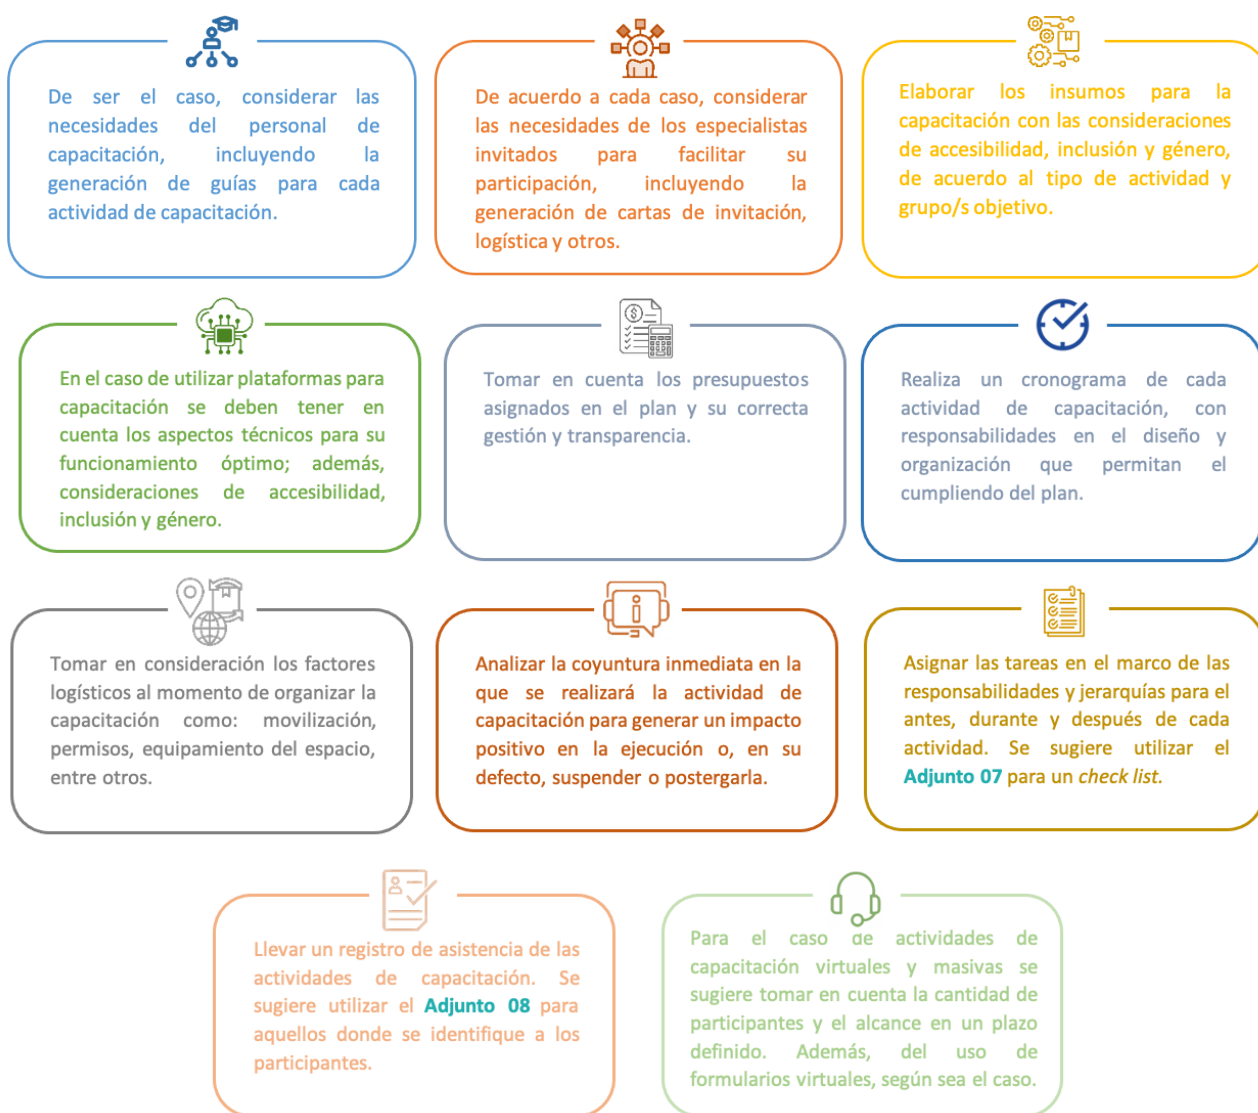 De ser el caso, considerar las
necesidades del personal de
capacitación, incluyendo la
generación de guías para cada
actividad de capacitación.
De acuerdo a cada caso, considerar
las necesidades de los especialistas
invitados para facilitar su
participación, incluyendo la
generación de cartas de invitación,
logística y otros.
Elaborar los insumos para la
capacitación con las consideraciones
de accesibilidad, inclusión y género,
de acuerdo al tipo de actividad y
grupo/s objetivo.
En el caso de utilizar plataformas para
capacitación se deben tener en
cuenta los aspectos técnicos para su
funcionamiento óptimo; además,
consideraciones de accesibilidad,
inclusión y género.
Tomar en cuenta los presupuestos
asignados en el plan y su correcta
gestión y transparencia.
Realiza un cronograma de cada
actividad de capacitación, con
responsabilidades en el diseño y
organización que permitan el
cumpliendo del plan.
Tomar en consideración los factores
logísticos al momento de organizar la
capacitación como: movilización,
permisos, equipamiento del espacio,
entre otros.
Analizar la coyuntura inmediata en la
que se realizará la actividad de
capacitación para generar un impacto
positivo en la ejecución o, en su
defecto, suspender o postergarla.
Asignar las tareas en el marco de las
responsabilidades y jerarquías para el
antes, durante y después de cada
actividad. Se sugiere utilizar el
Adjunto 07 para un check list.
Llevar un registro de asistencia de las
actividades de capacitación. Se
sugiere utilizar el Adjunto 08 para
aquellos donde se identifique a los
participantes.
Para el caso de actividades de
capacitación virtuales y masivas se
sugiere tomar en cuenta la cantidad de
participantes y el alcance en un plazo
definido. Además, del uso de
formularios virtuales, según sea el caso.